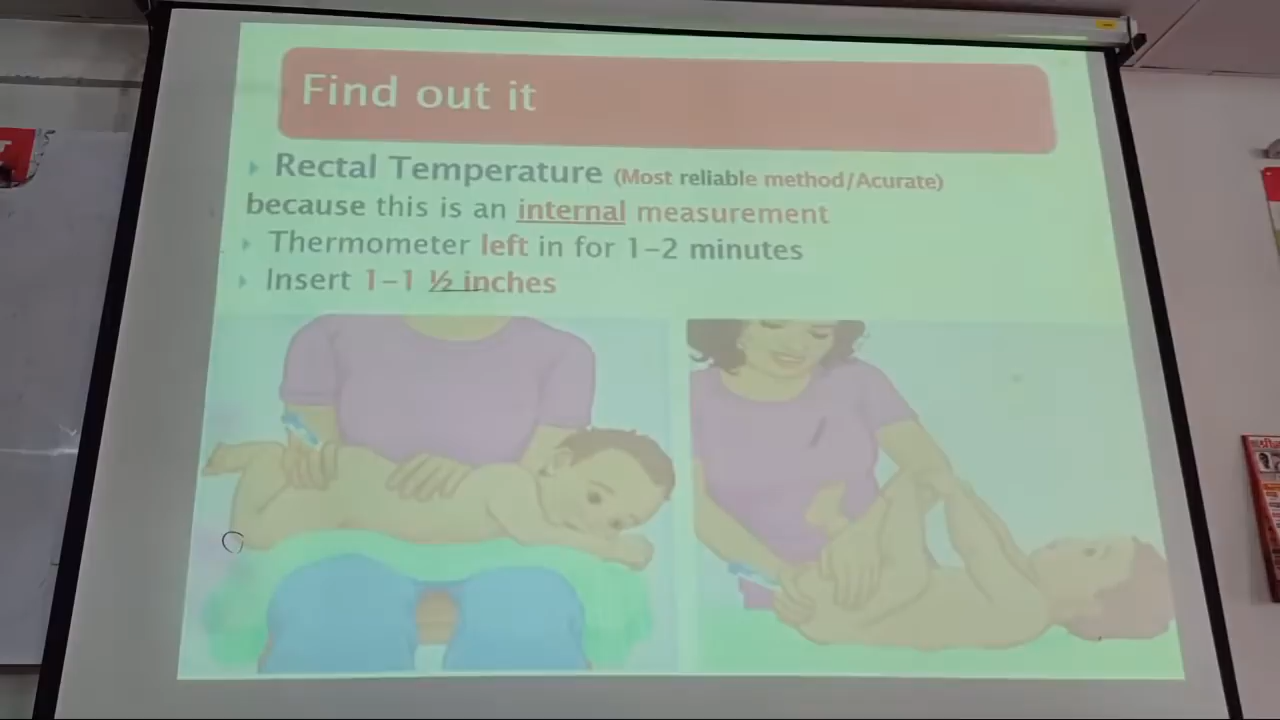 Find out it
Rectal Temperature (Most reliable method/Acurate)
because this is an internal measurement
Thermometer left in for 1-2 minutes
Insert 1-1 ½ inches